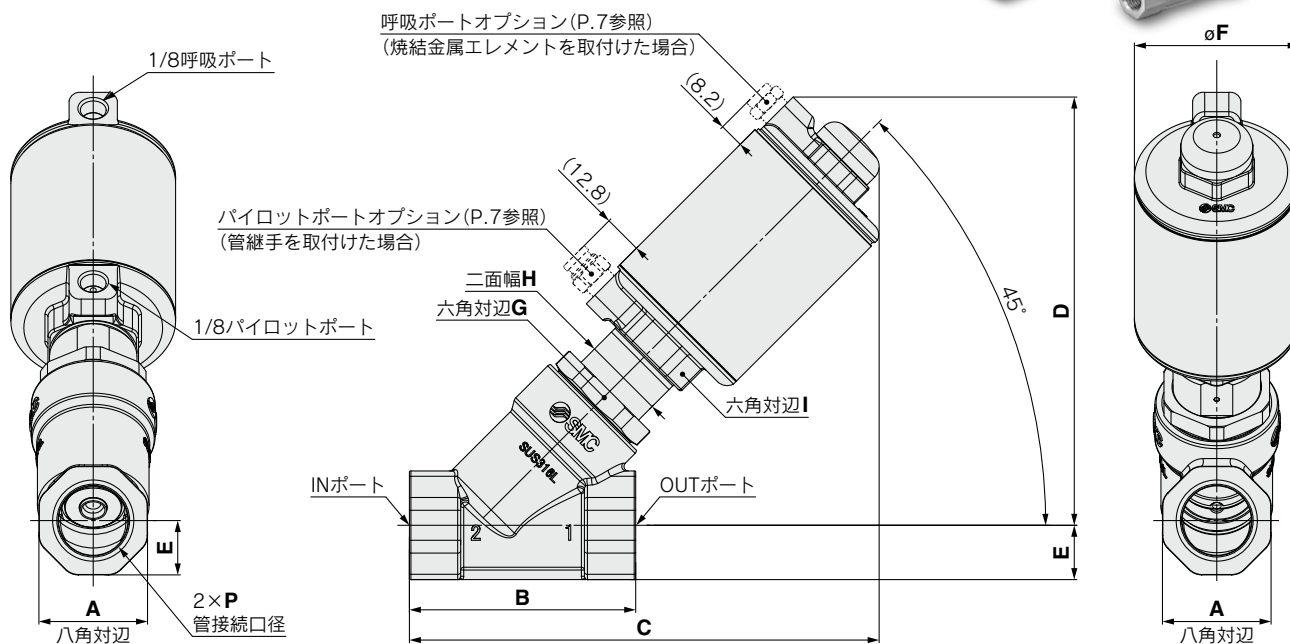 呼吸ポートオプション(P.7参照)
(焼結金属エレメントを取付けた場合)
øF
1/8呼吸ポート
(8.2)
(12.8)
パイロットポートオプション(P.7参照)
(管継手を取付けた場合)
二面幅H
六角対辺G
1/8パイロットポート
45°
D
SMC
六角対辺I
SMC
SUS316L
INポート
OUTポート
2
1
E
E
A
八角対辺
2×P
管接続口径
B
C
A
八角対辺